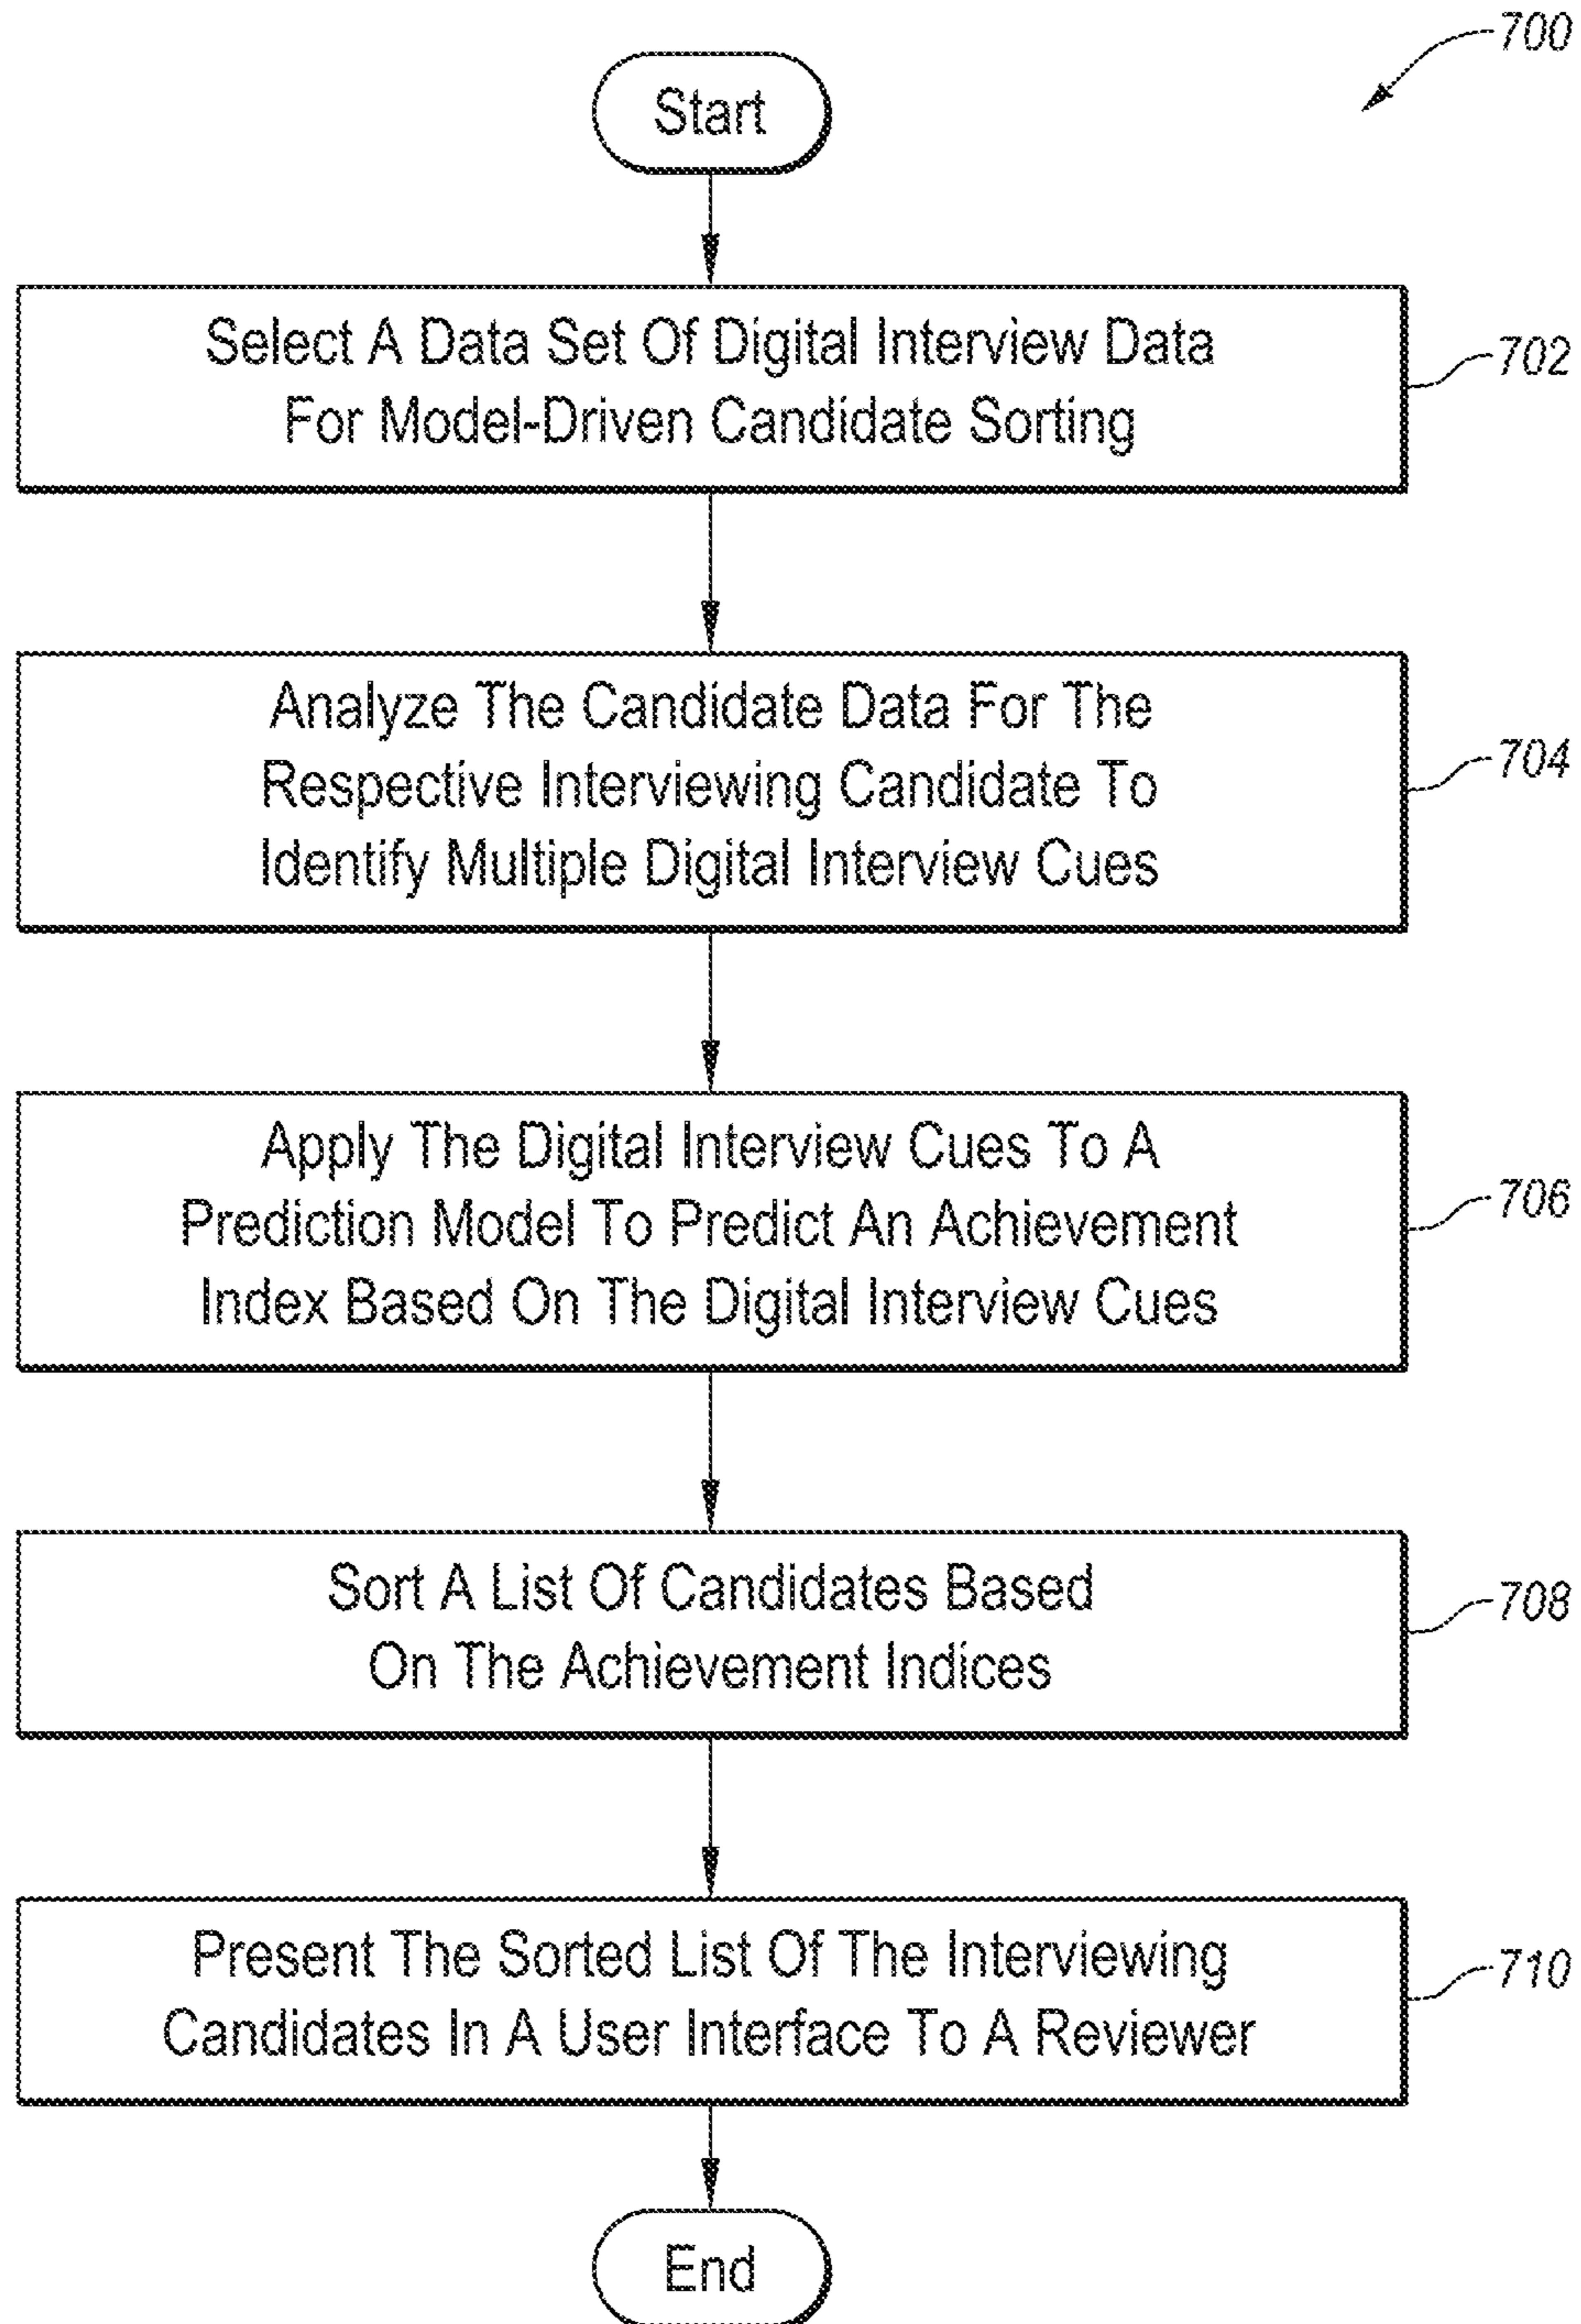 700
Start
Select A Data Set Of Digital Interview Data
For Model-Driven Candidate Sorting
702
Analyze The Candidate Data For The
Respective Interviewing Candidate To
Identify Multiple Digital Interview Cues
704
Apply The Digital Interview Cues To A
Prediction Model To Predict An Achievement
Index Based On The Digital Interview Cues
706
Sort A List Of Candidates Based
On The Achievement Indices
708
Present The Sorted List Of The Interviewing
Candidates In A User Interface To A Reviewer
710
End